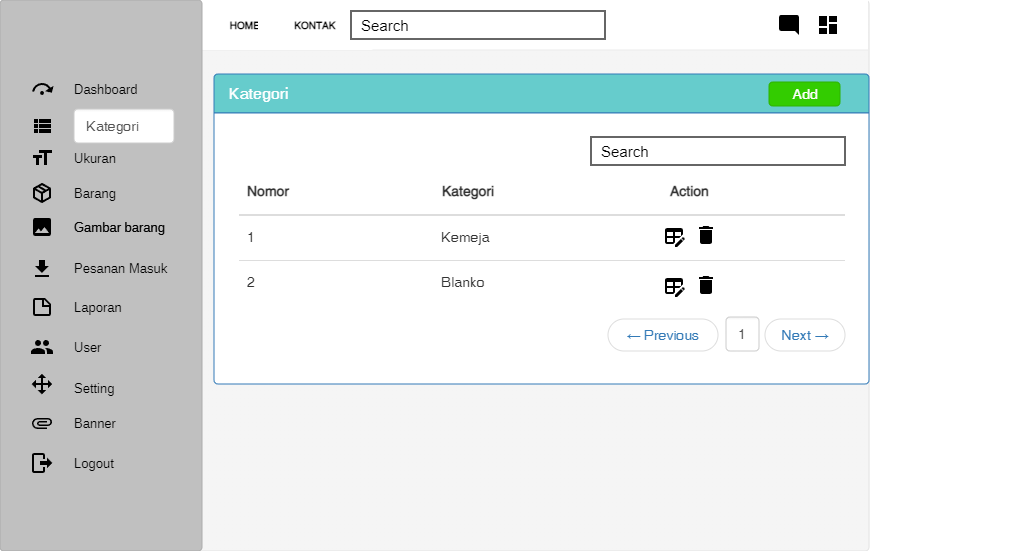 HOME KONTAK Search
Dashboard
Kategori
Ukuran
Barang
Gambar barang
Pesanan Masuk
Laporan
User
Setting
Banner
Logout
Kategori Add
Search
Nomor Kategori Action
1 Kemeja
2 Blanko
← Previous 1 Next →